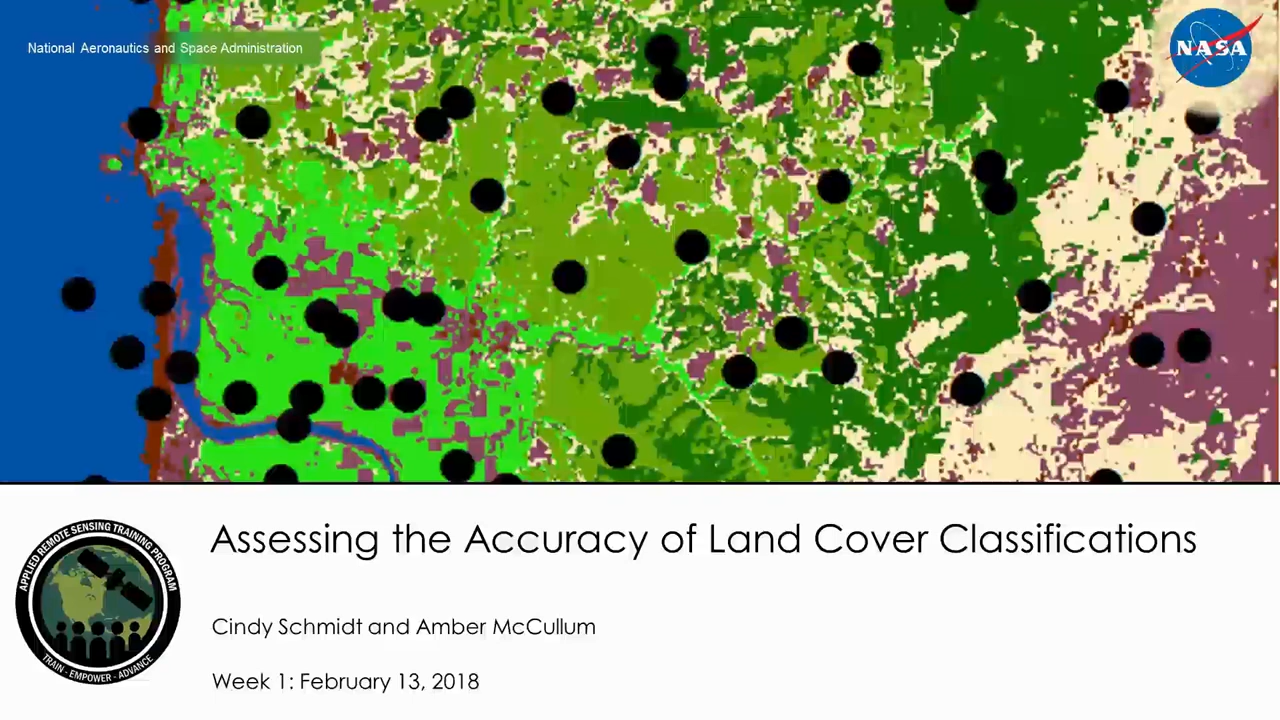 National Aeronautics and Space Administration
NASA
Assessing the Accuracy of Land Cover Classifications
APPLIED REMOTE SENSING TRAINING PROGRAM
TRAIN - EMPOWER - ADVANCE
Cindy Schmidt and Amber McCullum
Week 1: February 13, 2018